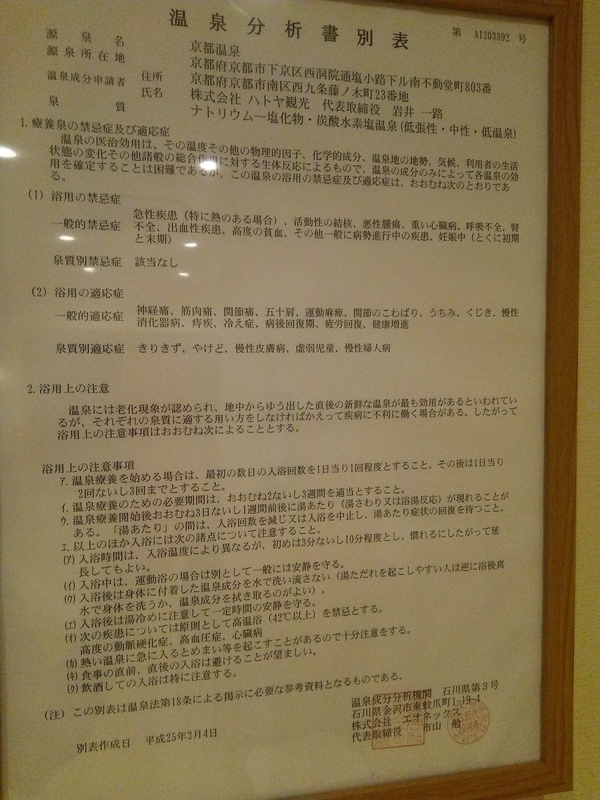 温泉分析書別表
第 A1203392 号
源泉名 京都温泉
源泉所在地 京都府京都市下京区西洞院通塩小路下ル南不動堂町803番
温泉成分申請者 住所 京都府京都市南区西九条藤ノ木町23番地
氏名 株式会社 ハトヤ観光 代表取締役 岩井 一路
泉質 ナトリウム―塩化物・炭酸水素塩温泉(低張性・中性・低温泉)
1.療養泉の禁忌症及び適応症
温泉の医治効用は、その温度その他の物理的因子、化学的成分、温泉地の地勢、気候、利用者の生活
状態の変化その他諸般の総合作用に対する生体反応によるもので、温泉の成分のみによって各温泉の効
用を確定することは困難であるが、この温泉の浴用の禁忌症及び適応症は、おおむね次のとおりであ
る。
(1) 浴用の禁忌症
一般的禁忌症 急性疾患(特に熱のある場合)、活動性の結核、悪性腫瘍、重い心臓病、呼吸不全、腎
不全、出血性疾患、高度の貧血、その他一般に病勢進行中の疾患、妊娠中(とくに初期
と末期)
泉質別禁忌症 該当なし
(2) 浴用の適応症
一般的適応症 神経痛、筋肉痛、関節痛、五十肩、運動麻痺、関節のこわばり、うちみ、くじき、慢性
消化器病、痔疾、冷え症、病後回復期、疲労回復、健康増進
泉質別適応症 きりきず、やけど、慢性皮膚病、虚弱児童、慢性婦人病
2.浴用上の注意
温泉には老化現象が認められ、地中からゆう出した直後の新鮮な温泉が最も効用があるといわれてい
るが、それぞれの泉質に適する用い方をしなければかえって疾病に不利に働く場合がある。したがって
浴用上の注意事項はおおむね次によることとする。
浴用上の注意事項
ア.温泉療養を始める場合は、最初の数日の入浴回数を1日当り1回程度とすること。その後は1日当り
2回ないし3回までとすること。
イ.温泉療養のための必要期間は、おおむね2ないし3週間を適当とすること。
ウ.温泉療養開始後おおむね3日ないし1週間前後に湯あたり(湯さわり又は浴湯反応)が現れることが
ある。「湯あたり」の間は、入浴回数を減じ又は入浴を中止し、湯あたり症状の回復を待つこと。
エ.以上のほか入浴には次の諸点について注意すること。
(ア)入浴時間は、入浴温度により異なるが、初めは3分ないし10分程度とし、慣れるにしたがって延
長してもよい。
(イ)入浴中は、運動浴の場合は別として一般には安静を守る。
(ウ)入浴後は身体に付着した温泉成分を水で洗い流さない(湯ただれを起こしやすい人は逆に浴後真
水で身体を洗うか、温泉成分を拭き取るのがよい)。
(エ)入浴後は湯冷めに注意して一定時間の安静を守る。
(オ)次の疾患については原則として高温浴(42℃以上)を禁忌とする。
高度の動脈硬化症、高血圧症、心臓病
(カ)熱い温泉に急に入るとめまい等を起こすことがあるので十分注意をする。
(キ)食事の直前、直後の入浴は避けることが望ましい。
(ク)飲酒しての入浴は特に注意する。
(注) この別表は温泉法第18条による掲示に必要な参考資料となるものである。
温泉成分分析機関 石川県第3号
石川県金沢市東蚊爪町1-19-4
株式会社 エオネックス
代表取締役 市山 勉
別表作成日 平成25年2月4日